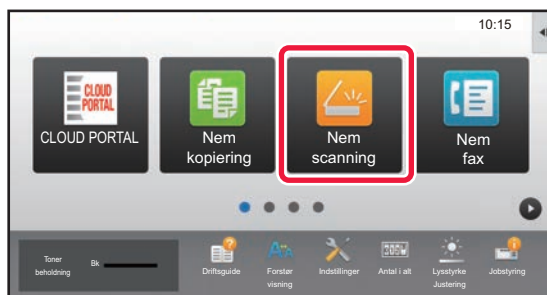 10:15
CLOUD
PORTAL
CLOUD PORTAL
Nem
kopiering
Nem
scanning
Nem
fax
Toner
beholdning
Bk
Driftsguide
Forstør
visning
Indstillinger
Antal i alt
Lysstyrke
Justering
Jobstyring